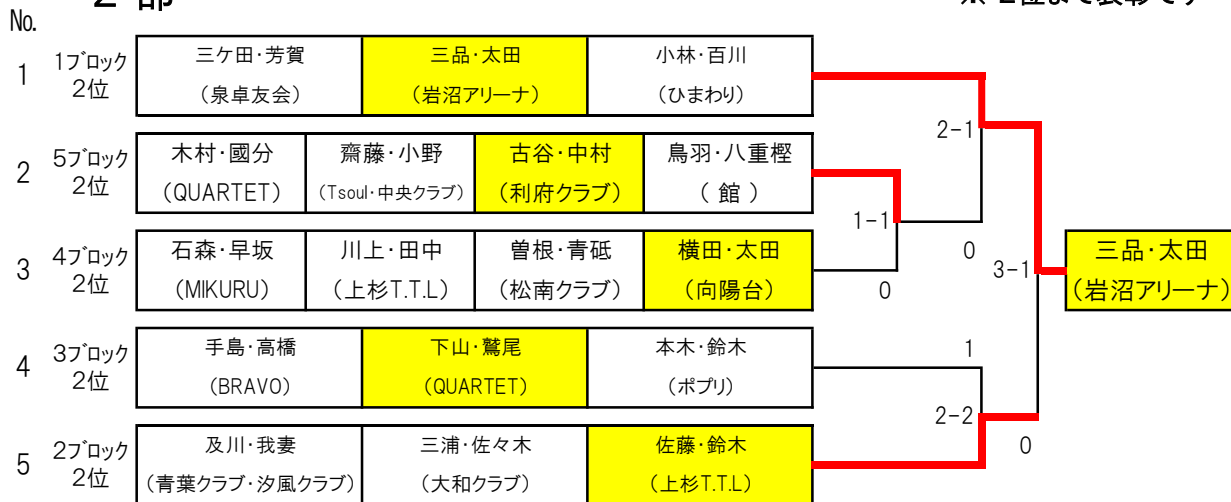 2 部
※ 2位まで表彰です
No.
1 1ブロック 2位 三ケ田・芳賀 三品・太田 小林・百川
(泉卓友会) (岩沼アリーナ) (ひまわり)
2-1
2 5ブロック 2位 木村・國分 齋藤・小野 古谷・中村 鳥羽・八重樫
(QUARTET) (Tsoul・中央クラブ) (利府クラブ) (館)
1-1
3 4ブロック 2位 石森・早坂 川上・田中 曽根・青砥 横田・太田
(MIKURU) (上杉T.T.L) (松南クラブ) (向陽台)
0
0
3-1
三品・太田
(岩沼アリーナ)
4 3ブロック 2位 手島・高橋 下山・鷲尾 本木・鈴木
(BRAVO) (QUARTET) (ポプリ)
1
2-2
0
5 2ブロック 2位 及川・我妻 三浦・佐々木 佐藤・鈴木
(青葉クラブ・汐風クラブ) (大和クラブ) (上杉T.T.L)